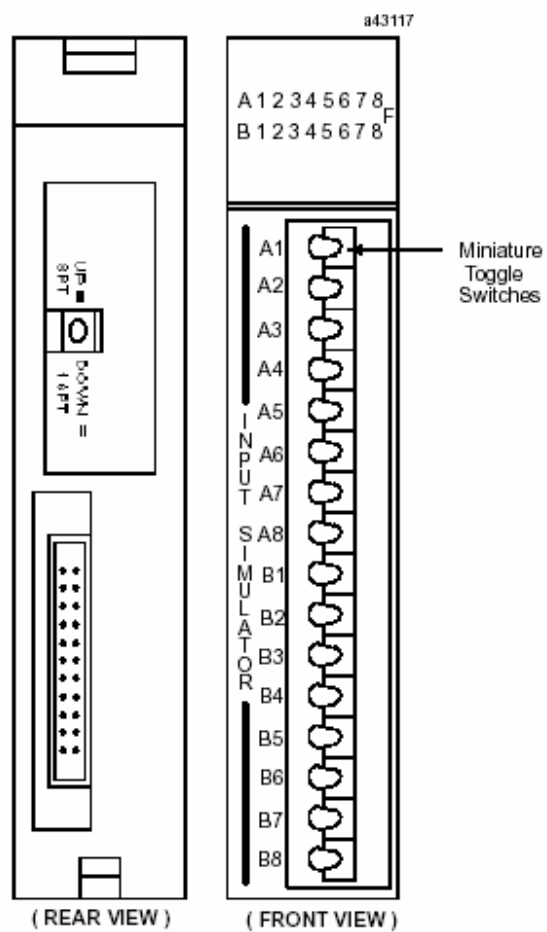 a43117
A 1 2 3 4 5 6 7 8
F
B 1 2 3 4 5 6 7 8
UP =
8PT
DOWN =
16PT
A1
A2
A3
A4
A5
A6
A7
A8
B1
B2
B3
B4
B5
B6
B7
B8
INPUT SIMULATOR
Miniature
Toggle
Switches
( REAR VIEW )
( FRONT VIEW )